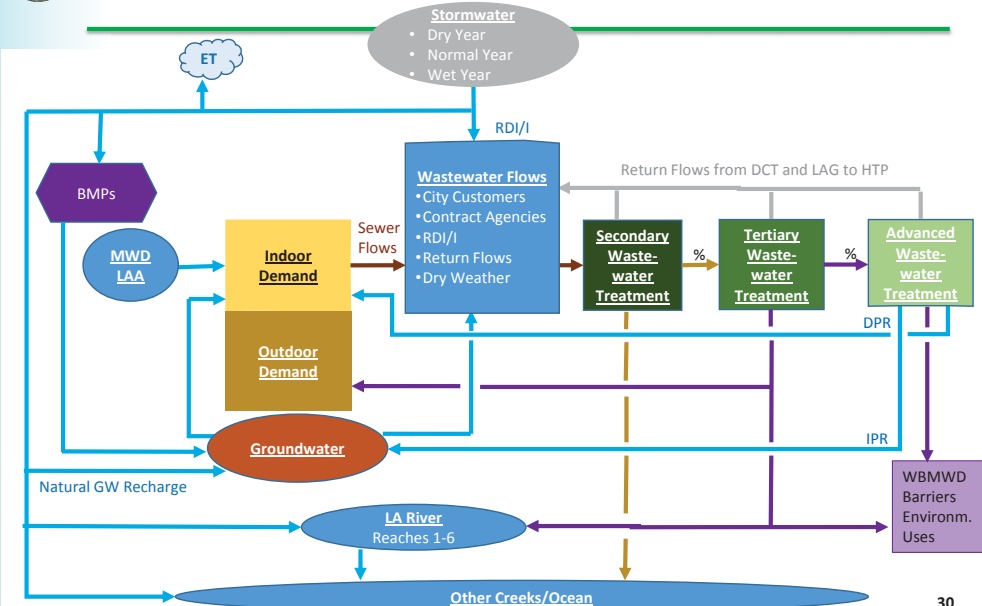 Stormwater
• Dry Year
• Normal Year
• Wet Year
ET
RDI/I
BMPs
Wastewater Flows
•City Customers
•Contract Agencies
•RDI/I
•Return Flows
•Dry Weather
Return Flows from DCT and LAG to HTP
MWD
LAA
Indoor
Demand
Sewer
Flows
Secondary
Waste-
water
Treatment
%
Tertiary
Waste-
water
Treatment
%
Advanced
Waste-
water
Treatment
DPR
Outdoor
Demand
Groundwater
IPR
Natural GW Recharge
WBMWD
Barriers
Environm.
Uses
LA River
Reaches 1-6
Other Creeks/Ocean
30